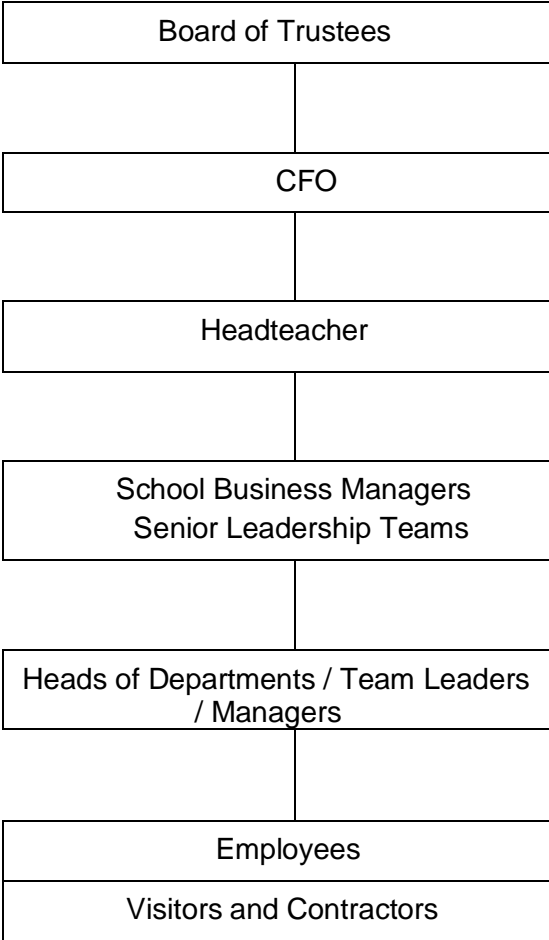 Board of Trustees
CFO
Headteacher
School Business Managers
Senior Leadership Teams
Heads of Departments / Team Leaders
/ Managers
Employees
Visitors and Contractors